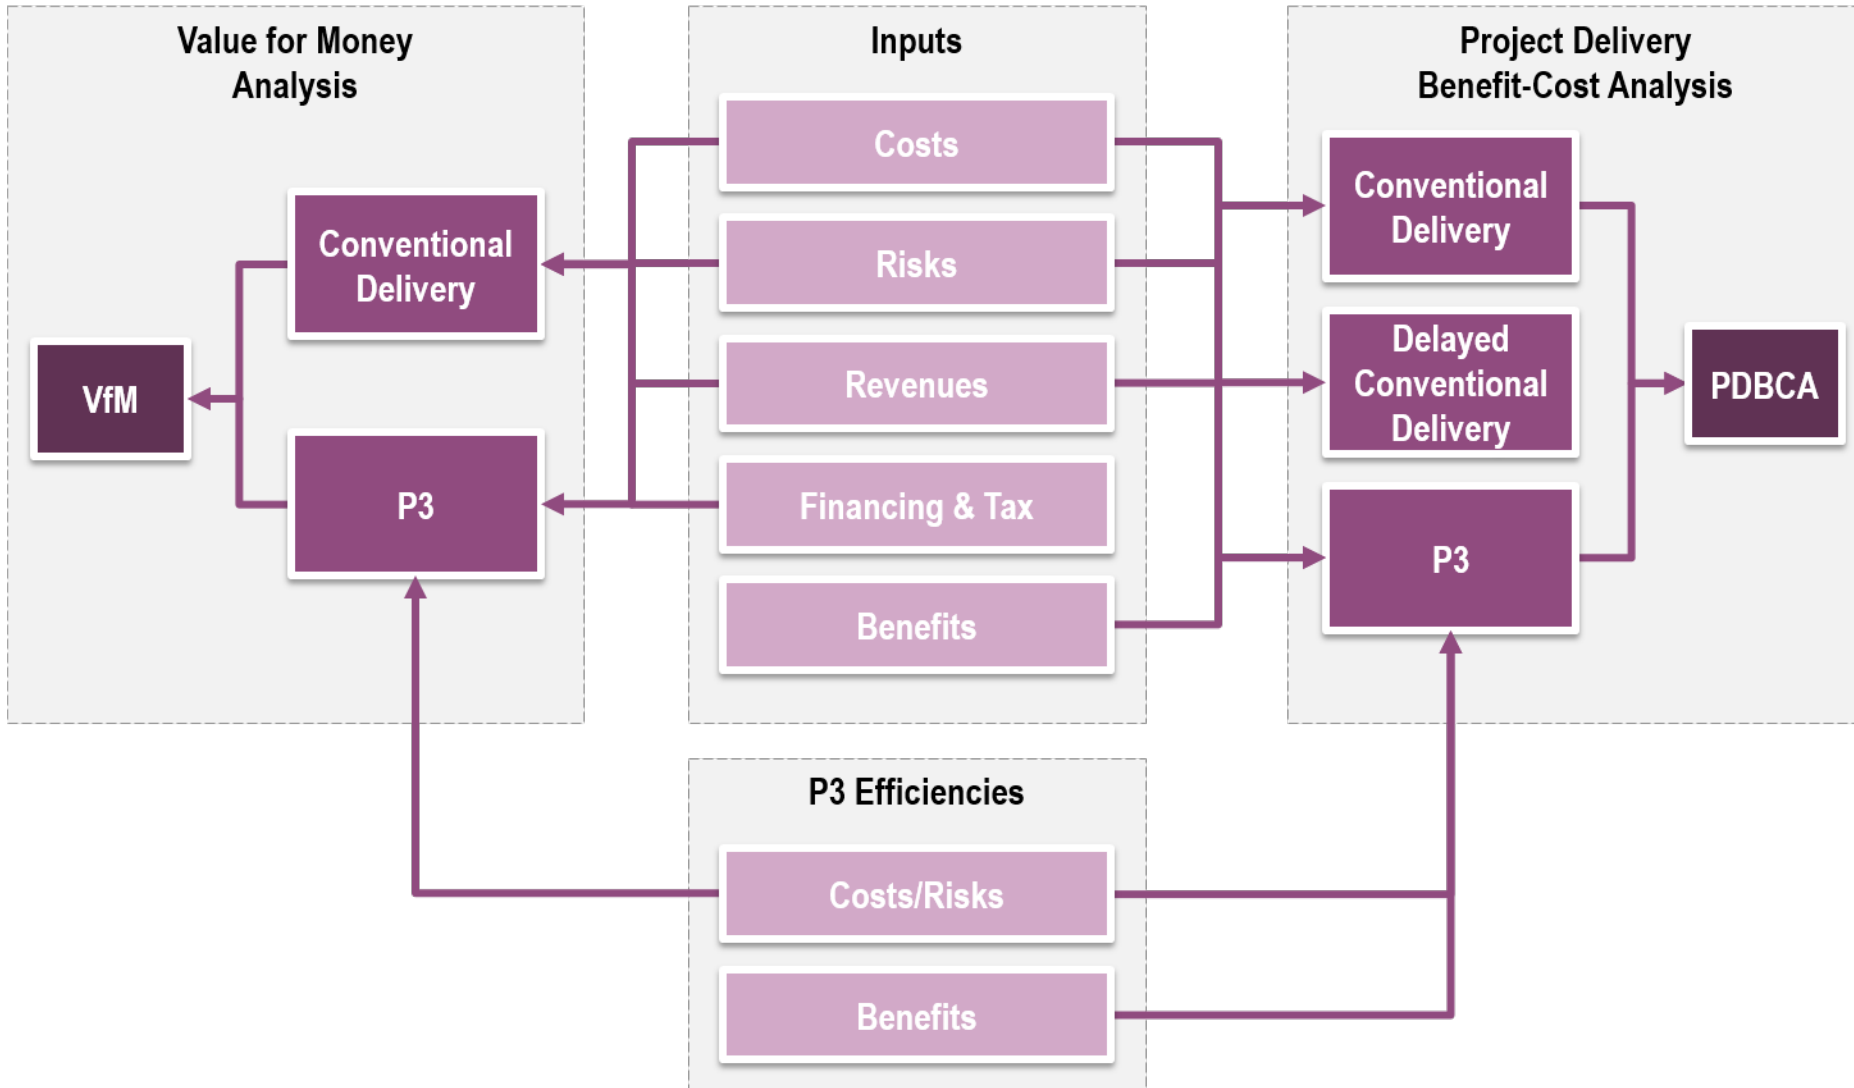 Value for Money
Analysis
Conventional
Delivery
VfM
P3
Inputs
Costs
Risks
Revenues
Financing & Tax
Benefits
Project Delivery
Benefit-Cost Analysis
Conventional
Delivery
Delayed
Conventional
Delivery
PDBCA
P3
P3 Efficiencies
Costs/Risks
Benefits